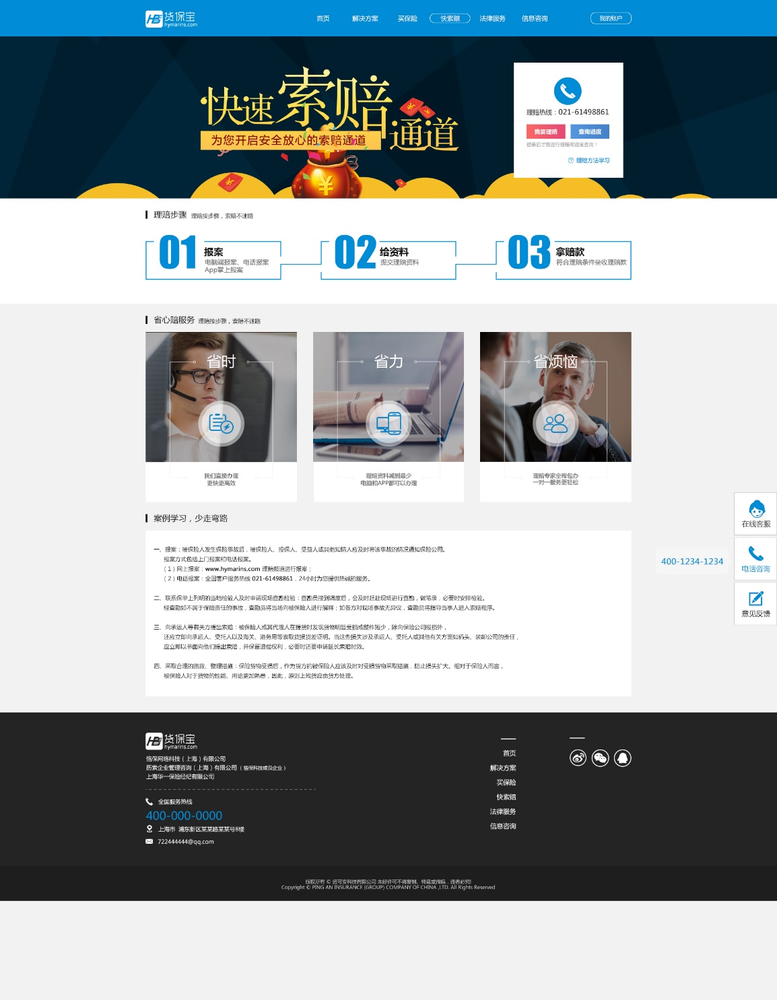 HB 货保宝
hymarins.com
首页 解决方案 买保险 快索赔 法律服务 信息咨询 我的账户
快速索赔通道
为您开启安全放心的索赔通道
理赔热线：021-61498861
我要理赔 查询进度
登录后才能进行理赔与进度查询！
理赔方法学习
理赔步骤 理赔按步骤，索赔不迷路
01 报案
电脑端报案、电话报案
App掌上报案
02 给资料
提交理赔资料
03 拿赔款
符合理赔条件坐收理赔款
省心赔服务 理赔按步骤，索赔不迷路
省时
我们直接办理
更快更高效
省力
理赔资料减到最少
电脑和APP都可以办理
省烦恼
理赔专家全程包办
一对一服务更轻松
在线客服
400-1234-1234
电话咨询
意见反馈
案例学习，少走弯路
一、报案：被保险人发生保险事故后，被保险人、投保人、受益人或其他知情人应及时将该事故的情况通知保险公司。
报案方式包括上门报案和电话报案。
（1）网上报案：www.hymarins.com 理赔频道进行报案；
（2）电话报案：全国客户服务热线 021-61498861，24小时为您提供热诚的服务。
二、联系保单上列明的当地检验人及时申请现场查勘检验：查勘员接到调度后，会及时赶赴现场进行查勘，做笔录，必要时安排检验。
经查勘如不属于保险责任的事故，查勘员将当场向被保险人进行解释；如各方对现场事故无异议，查勘员将指导当事人进入索赔程序。
三、向承运人等有关方提出索赔：被保险人或其代理人在提货时发现货物明显受损或整件短少，除向保险公司报损外，
还应立即向承运人、受托人以及海关、港务局等索取货损货差证明。当这些损失涉及承运人、受托人或其他有关方面如码头、装卸公司的责任，
应立即以书面向他们提出索赔，并保留追偿权利，必要时还要申请延长索赔时效。
四、采取合理的施救、整理措施：保险货物受损后，作为货方的被保险人应该及时对受损货物采取措施，防止损失扩大。相对于保险人而言，
被保险人对于货物的性能、用途更加熟悉，因此，原则上残货应由货方处理。
HB 货保宝
hymarins.com
恪保网络科技（上海）有限公司
历索企业管理咨询（上海）有限公司（恪保科技成员企业）
上海华一保险经纪有限公司
全国服务热线
400-000-0000
上海市 浦东新区某某路某某号8楼
722444444@qq.com
首页
解决方案
买保险
快索赔
法律服务
信息咨询
版权所有 © 运可安科技有限公司 未经许可不得复制、转载或摘编，违者必究!
Copyright © PING AN INSURANCE (GROUP) COMPANY OF CHINA ,LTD. All Rights Reserved